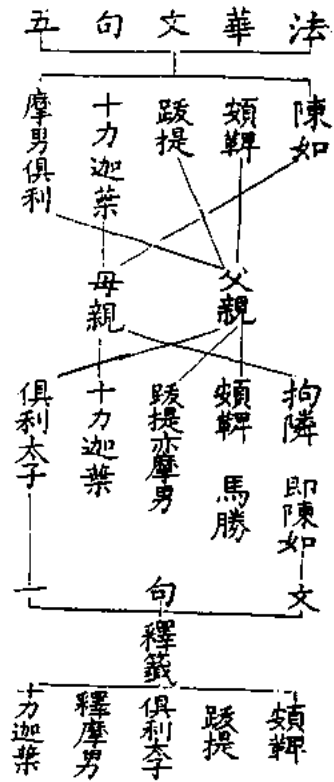 法華文句五
陳如
頞鞞
跋提
十力迦葉
摩男俱利
父親
母親
拘隣 即陳如
頞鞞 馬勝
跋提亦摩男
十力迦葉
俱利太子
文句一
釋籤
頞鞞
跋提
俱利太子
釋摩男
十力迦葉